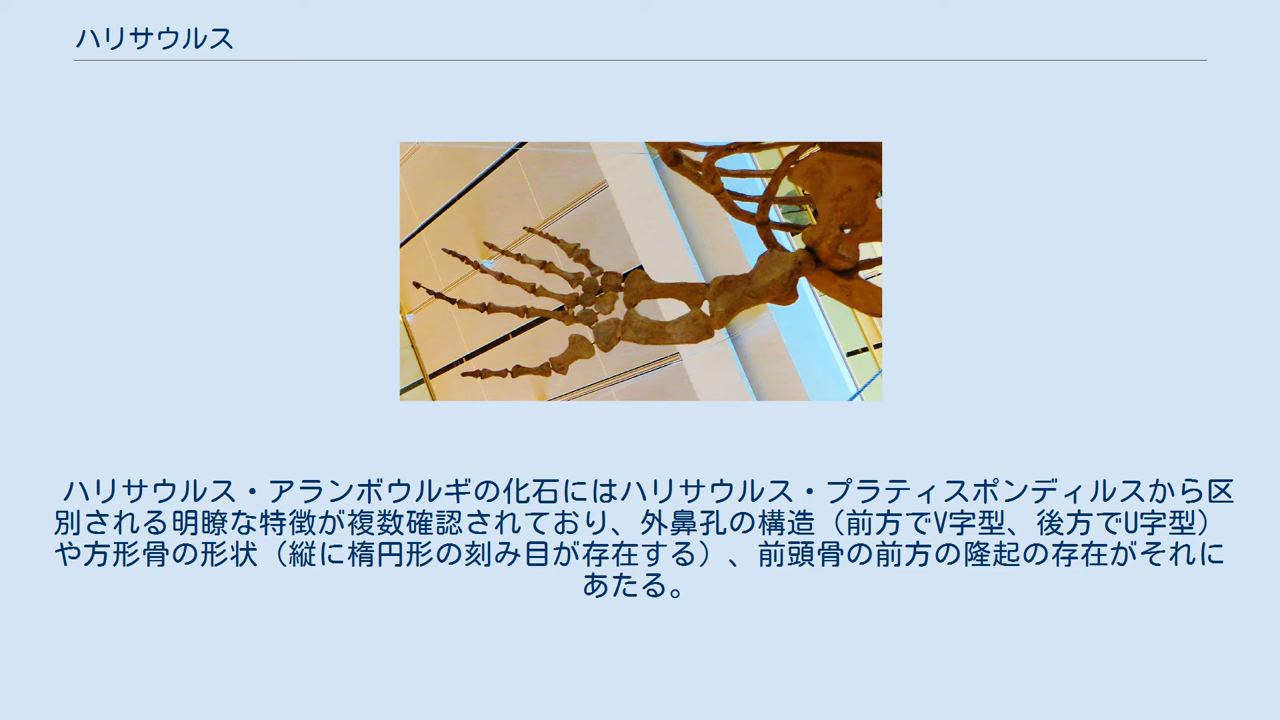 ハリサウルス
ハリサウルス・アランボウルギの化石にはハリサウルス・プラティスポンディルスから区
別される明瞭な特徴が複数確認されており、外鼻孔の構造（前方でV字型、後方でU字型）
や方形骨の形状（縦に楕円形の刻み目が存在する）、前頭骨の前方の隆起の存在がそれに
あたる。